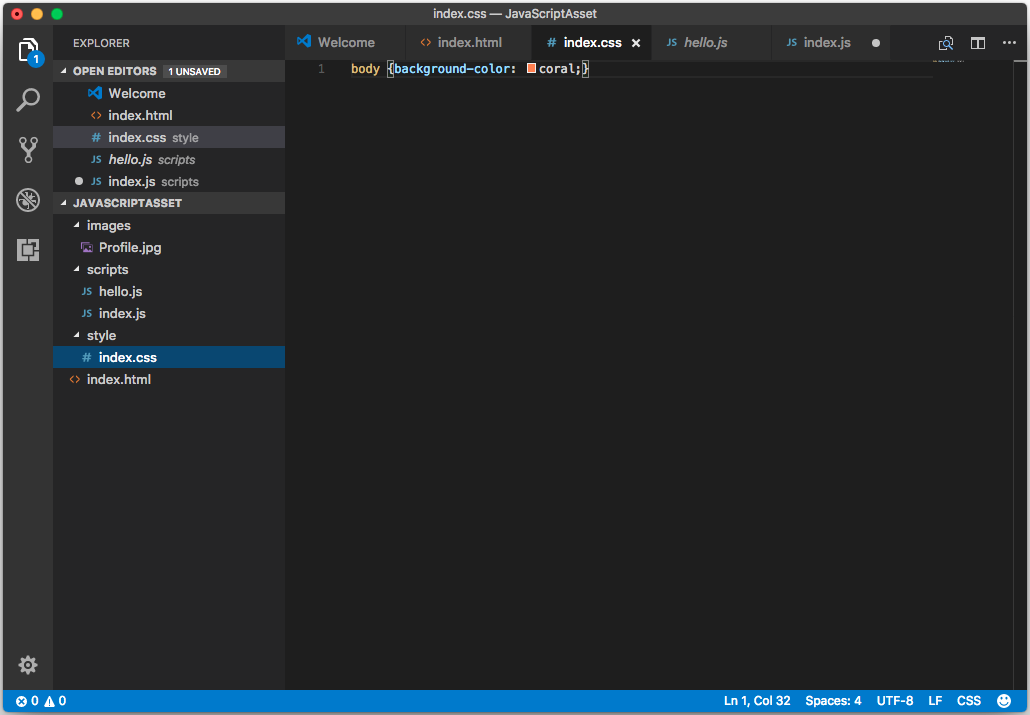 index.css — JavaScriptAsset
EXPLORER
Welcome
<> index.html
# index.css ×
JS hello.js
JS index.js
1
OPEN EDITORS 1 UNSAVED
Welcome
<> index.html
# index.css style
JS hello.js scripts
JS index.js scripts
JAVASCRIPTASSET
images
Profile.jpg
scripts
JS hello.js
JS index.js
style
# index.css
<> index.html
1 body {background-color: coral;}
0 0 Ln 1, Col 32 Spaces: 4 UTF-8 LF CSS